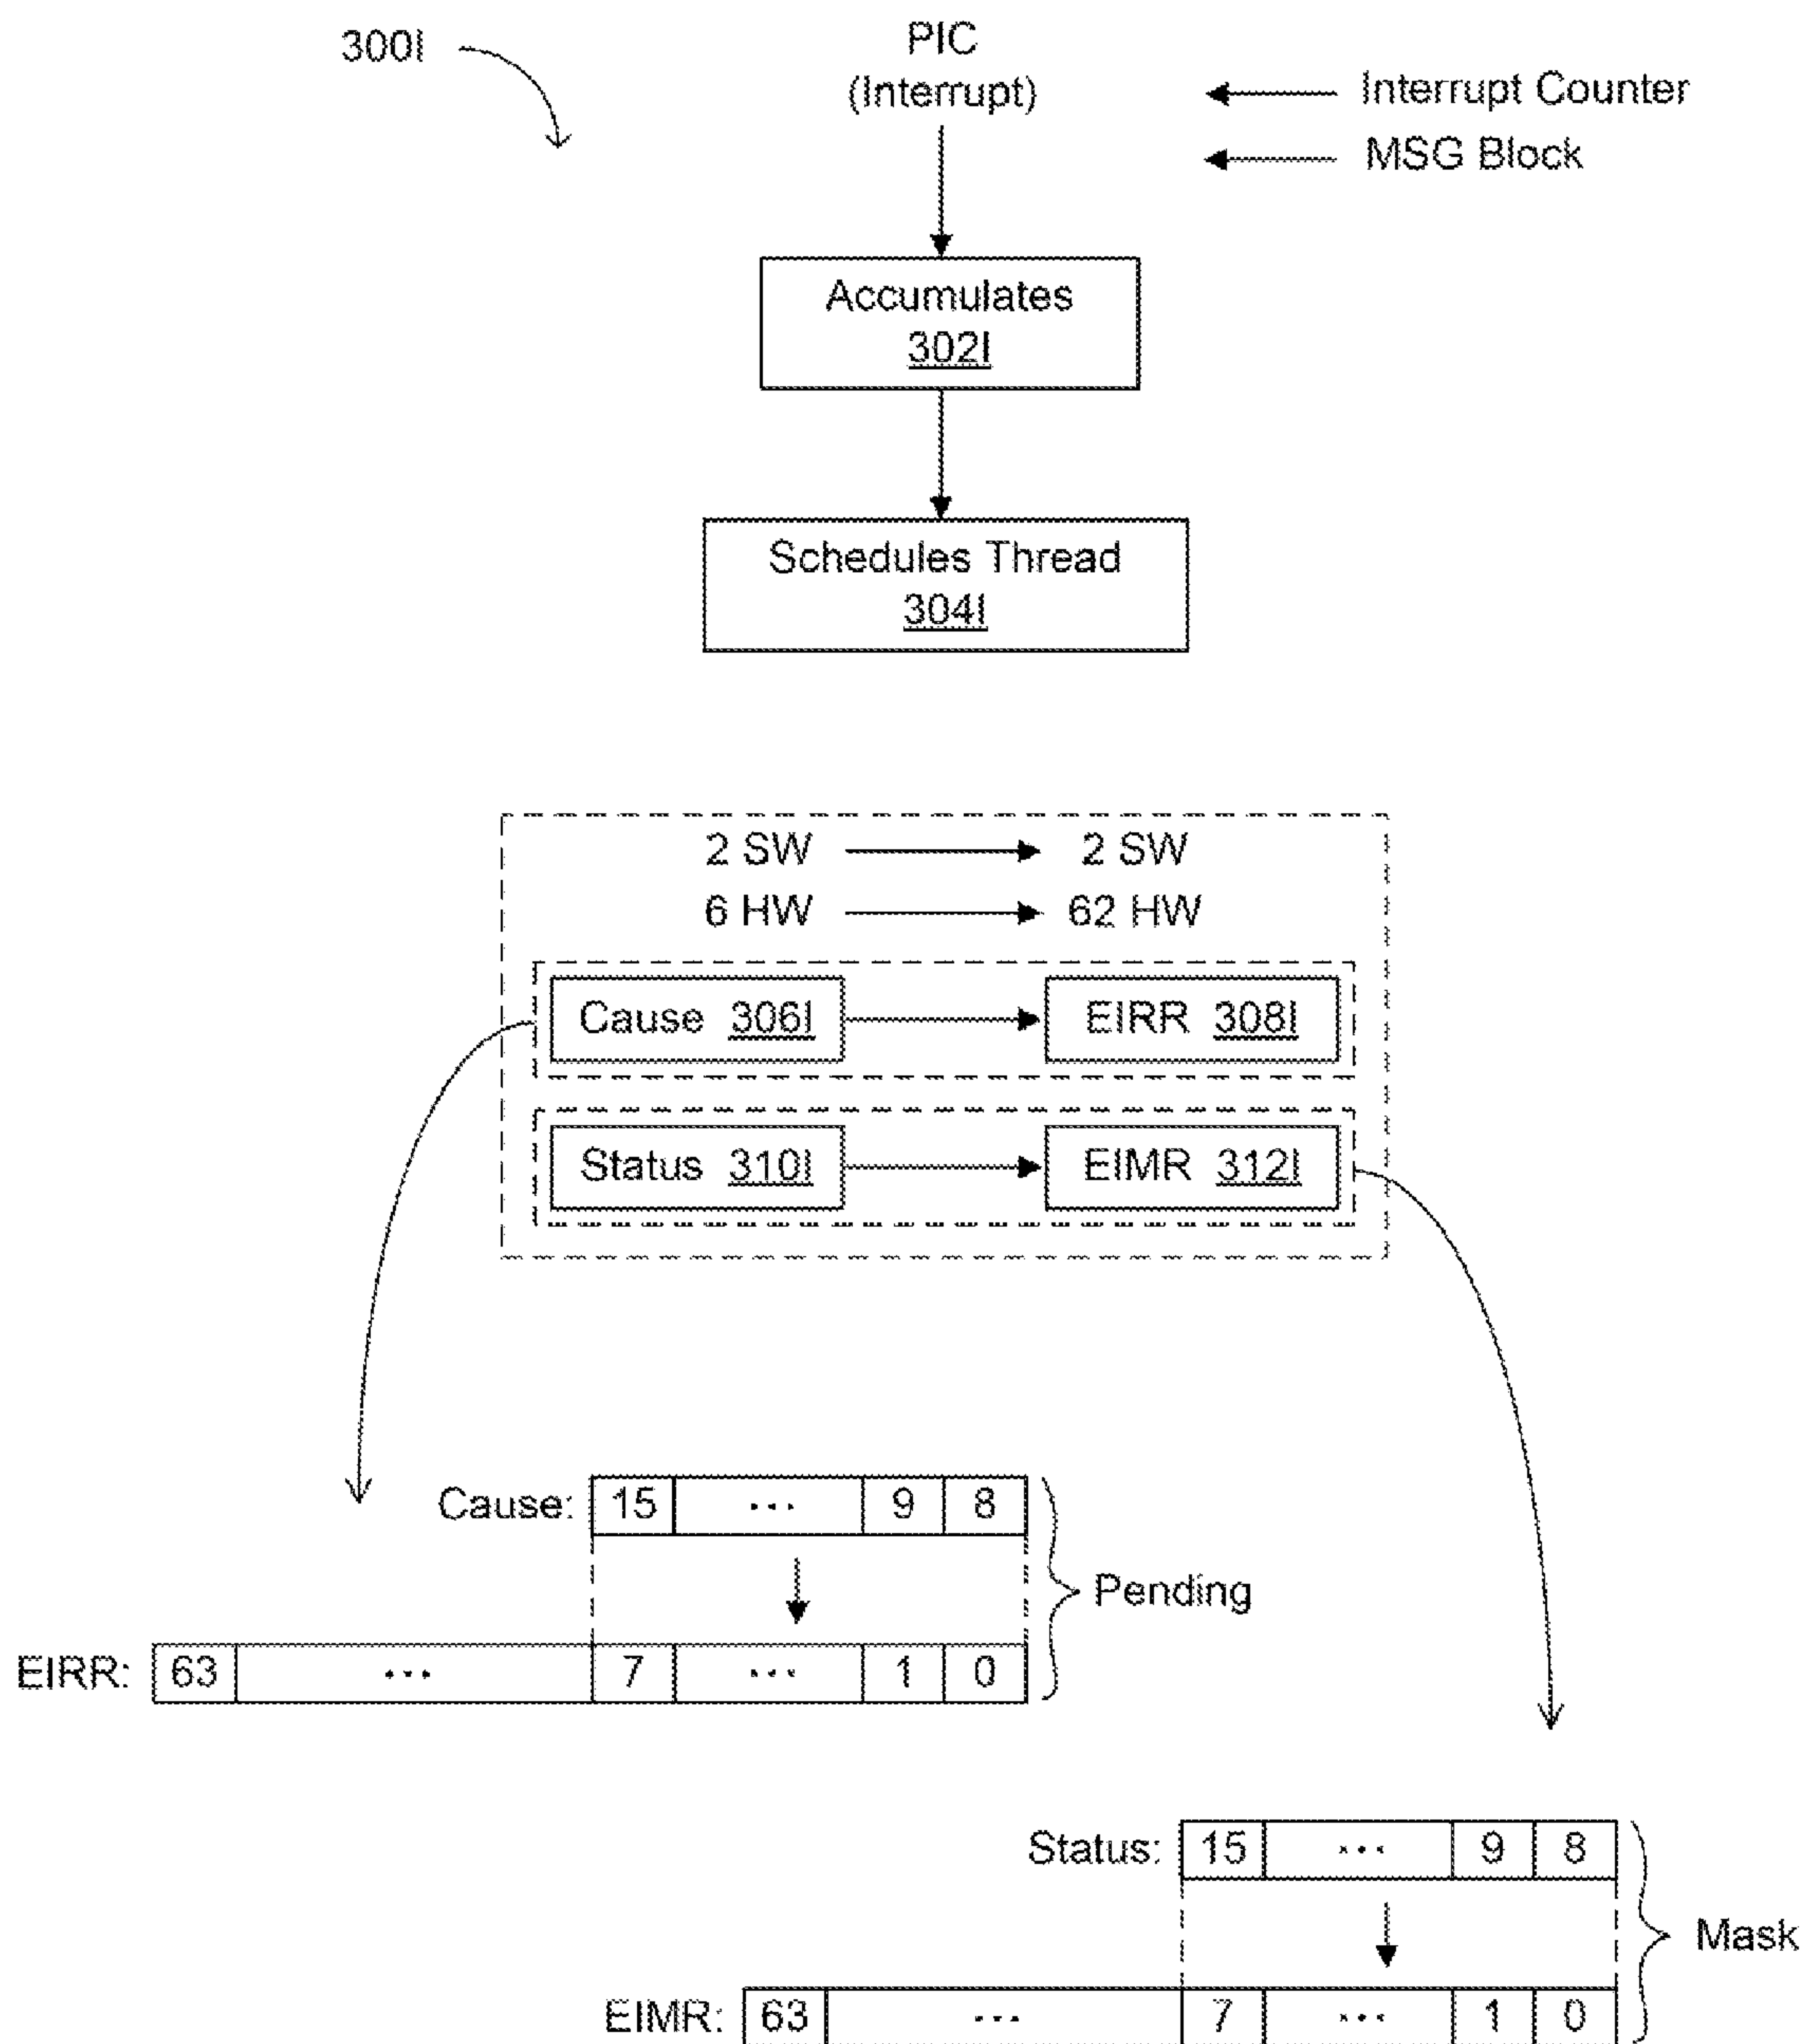 300I
PIC
(Interrupt)
Interrupt Counter
MSG Block
Accumulates
302I
Schedules Thread
304I
2 SW 2 SW
6 HW 62 HW
Cause 306I EIRR 308I
Status 310I EIMR 312I
Cause: 15 ... 9 8
Pending
EIRR: 63 ... 7 ... 1 0
Status: 15 ... 9 8
Mask
EIMR: 63 ... 7 ... 1 0